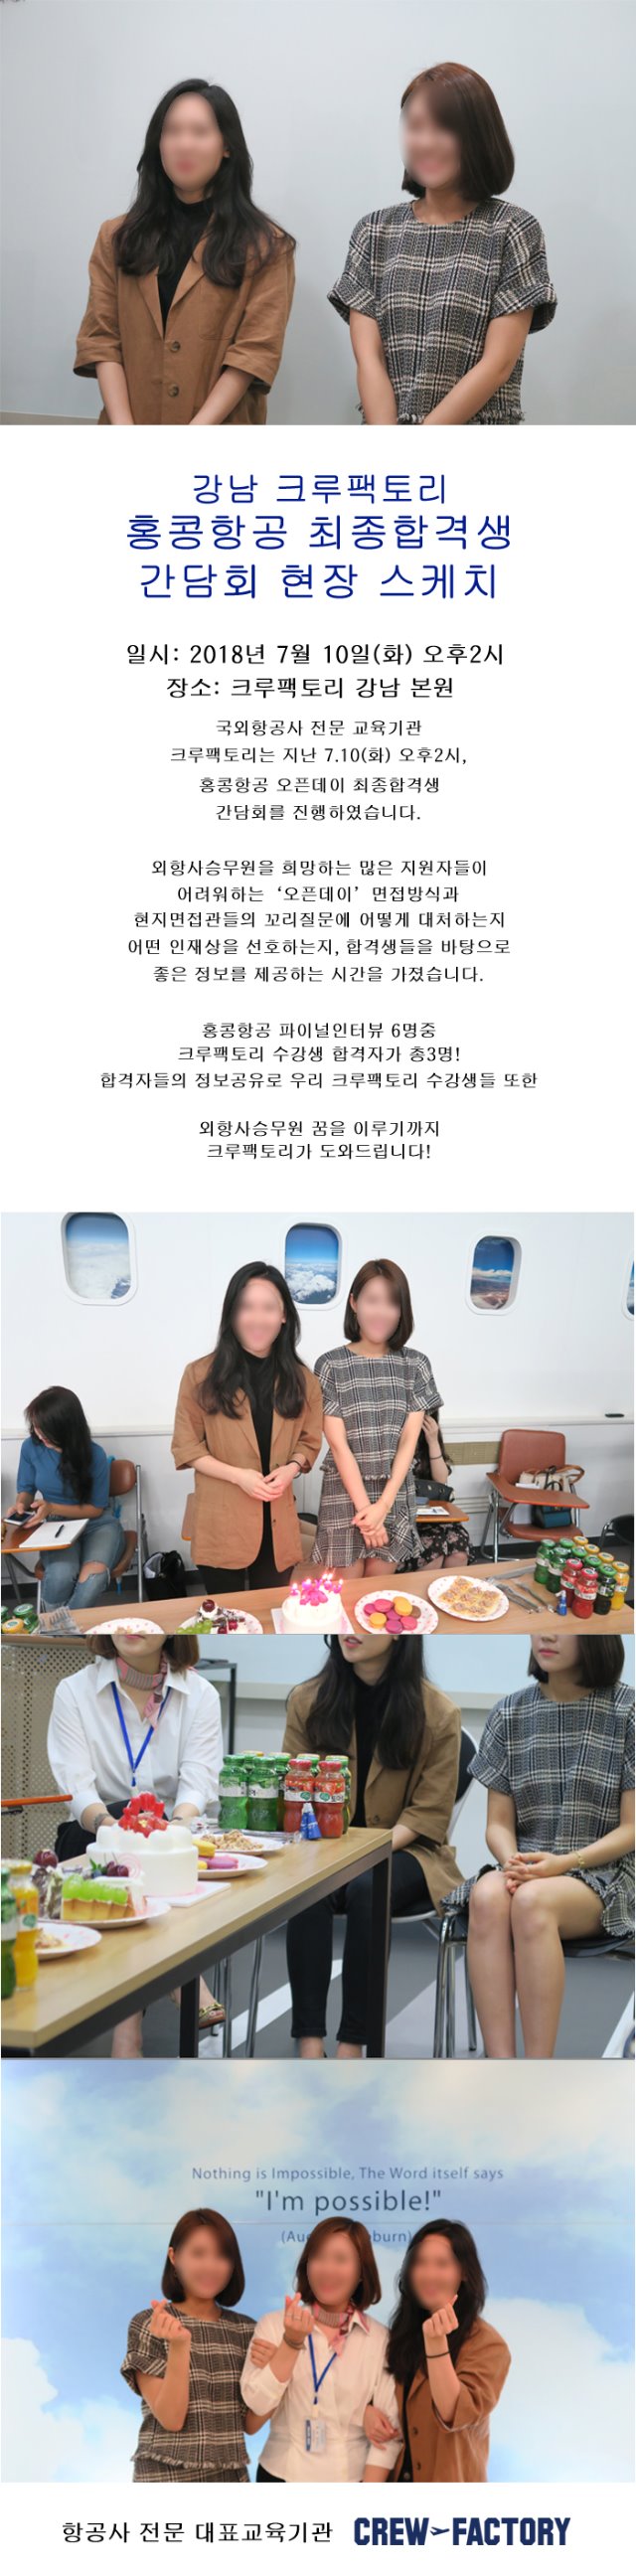 강남 크루팩토리
홍콩항공 최종합격생
간담회 현장 스케치
일시: 2018년 7월 10일(화) 오후2시
장소: 크루팩토리 강남 본원
국외항공사 전문 교육기관
크루팩토리는 지난 7.10(화) 오후2시,
홍콩항공 오픈데이 최종합격생
간담회를 진행하였습니다.
외항사승무원을 희망하는 많은 지원자들이
어려워하는 ‘오픈데이’ 면접방식과
현지면접관들의 꼬리질문에 어떻게 대처하는지
어떤 인재상을 선호하는지, 합격생들을 바탕으로
좋은 정보를 제공하는 시간을 가졌습니다.
홍콩항공 파이널인터뷰 6명중
크루팩토리 수강생 합격자가 총3명!
합격자들의 정보공유로 우리 크루팩토리 수강생들 또한
외항사승무원 꿈을 이루기까지
크루팩토리가 도와드립니다!
Nothing is Impossible, The Word itself says
"I'm possible!"
항공사 전문 대표교육기관 CREW FACTORY